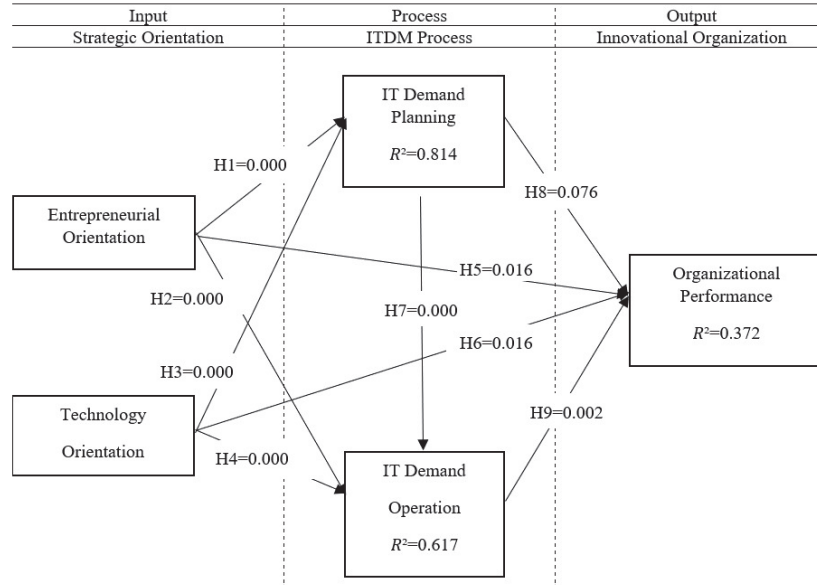 Input Process Output
Strategic Orientation ITDM Process Innovational Organization
IT Demand
Planning
R²=0.814
H1=0.000
H8=0.076
Entrepreneurial
Orientation
H5=0.016
Organizational
Performance
R²=0.372
H2=0.000
H7=0.000
H6=0.016
H3=0.000
Technology
Orientation
H9=0.002
H4=0.000
IT Demand
Operation
R²=0.617